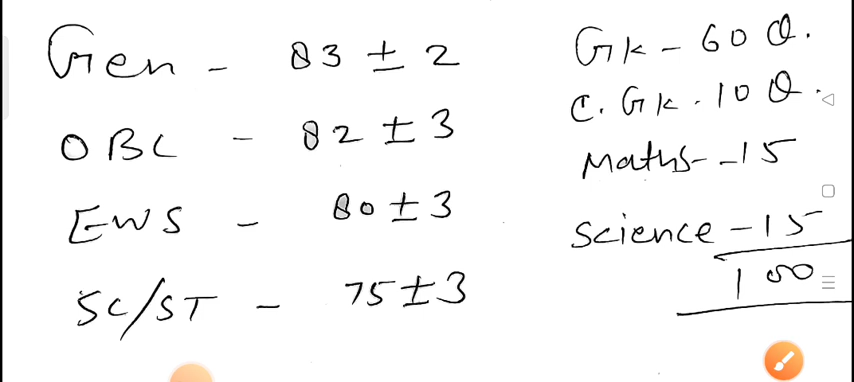 Gen - 83 ± 2
OBC - 82 ± 3
EWS - 80 ± 3
SC/ST - 75 ± 3
GK - 60 Q.
C. GK. 10 Q.
Maths - -15
Science - 15
100